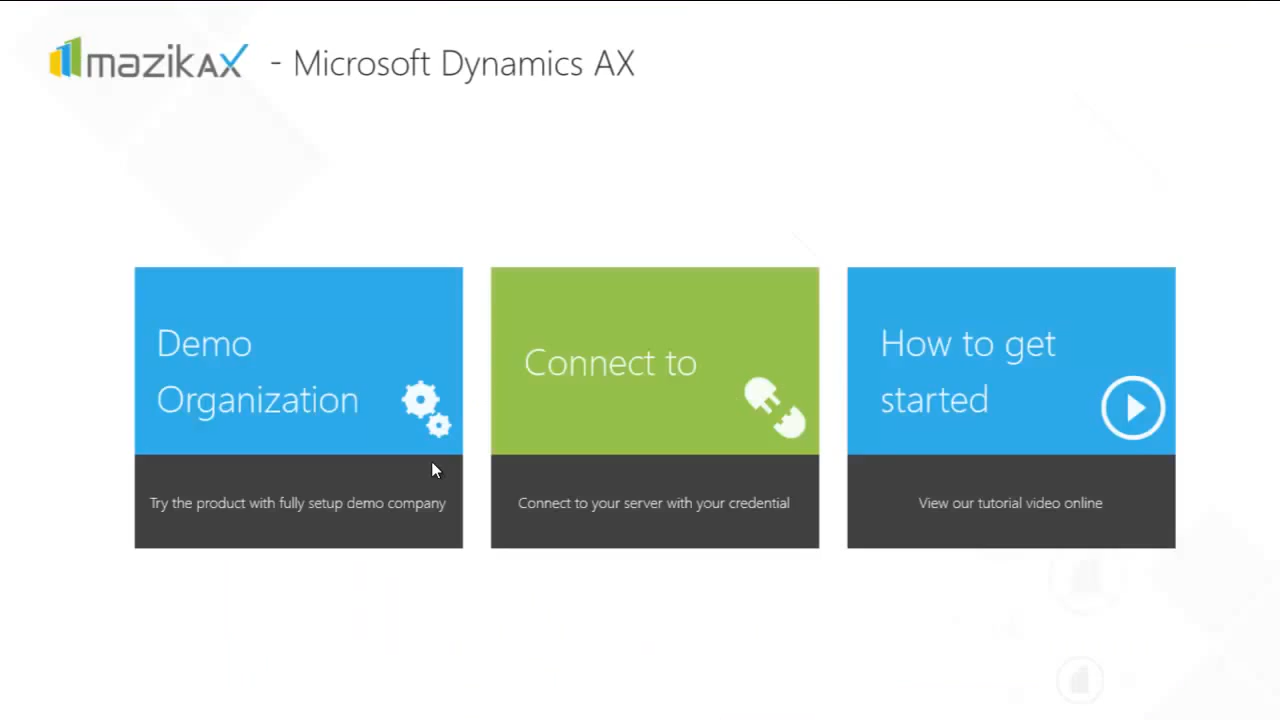 mazikAX - Microsoft Dynamics AX
Demo
Organization
Try the product with fully setup demo company
Connect to
Connect to your server with your credential
How to get
started
View our tutorial video online